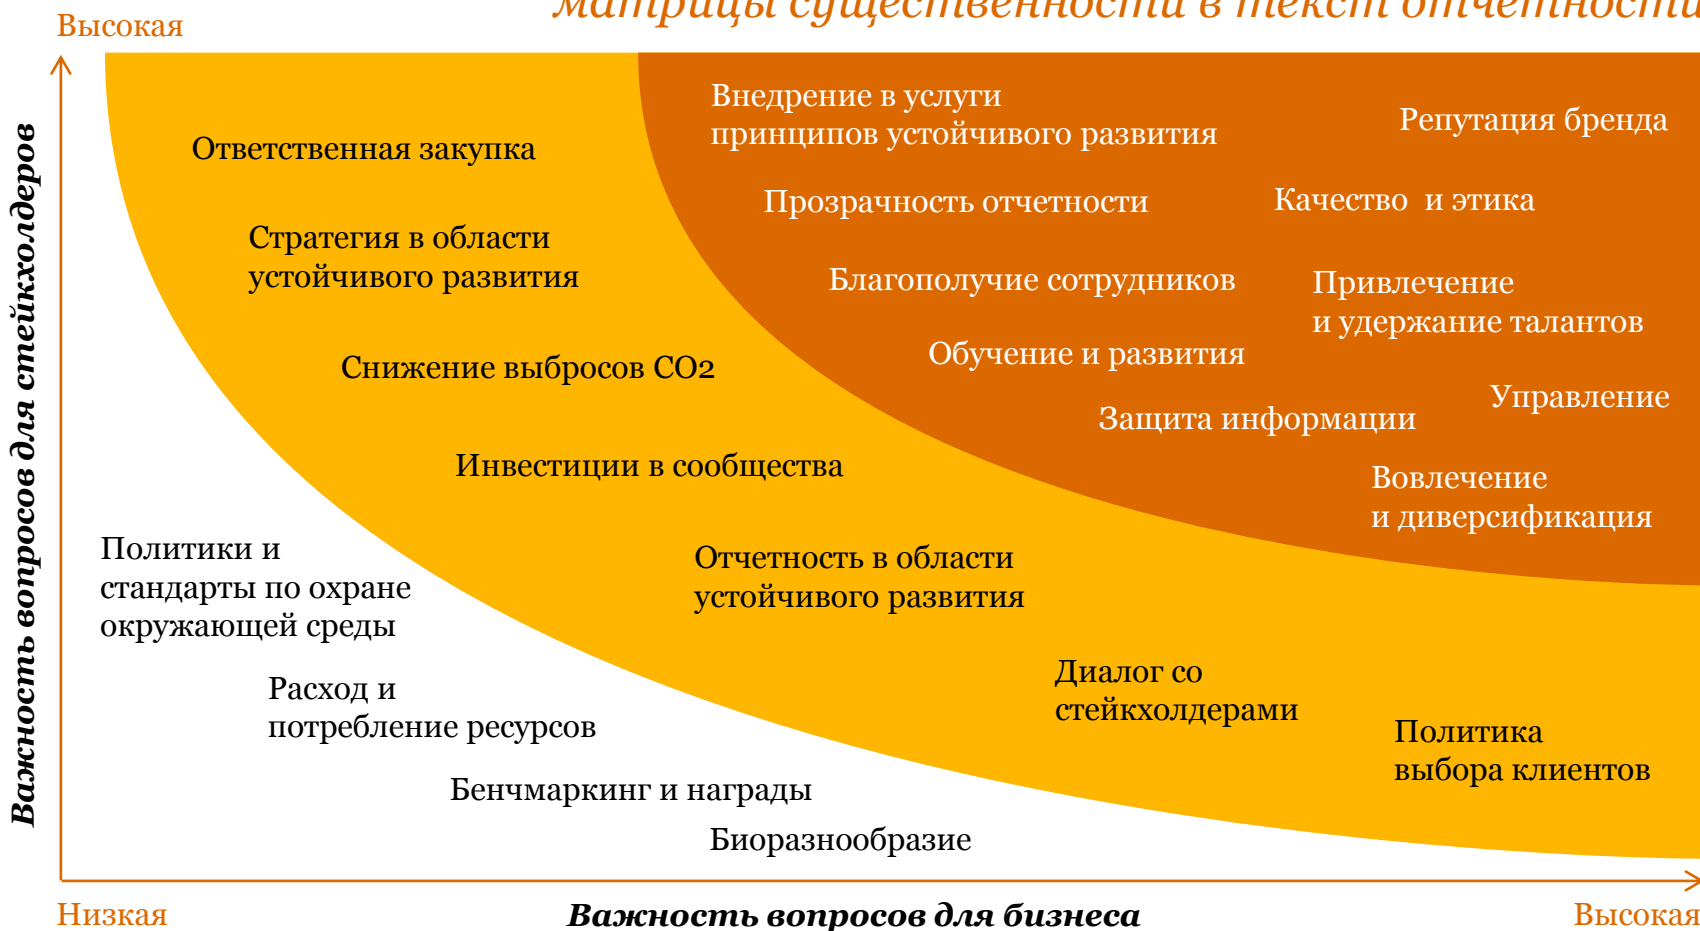 матрицы существенности в текст отчетности
Высокая
Важность вопросов для стейкхолдеров
Внедрение в услуги
принципов устойчивого развития
Репутация бренда
Ответственная закупка
Прозрачность отчетности
Качество и этика
Стратегия в области
устойчивого развития
Благополучие сотрудников
Привлечение
и удержание талантов
Обучение и развития
Снижение выбросов СО2
Управление
Защита информации
Инвестиции в сообщества
Вовлечение
и диверсификация
Политики и
стандарты по охране
окружающей среды
Отчетность в области
устойчивого развития
Расход и
потребление ресурсов
Диалог со
стейкхолдерами
Политика
выбора клиентов
Бенчмаркинг и награды
Биоразнообразие
Низкая
Важность вопросов для бизнеса
Высокая